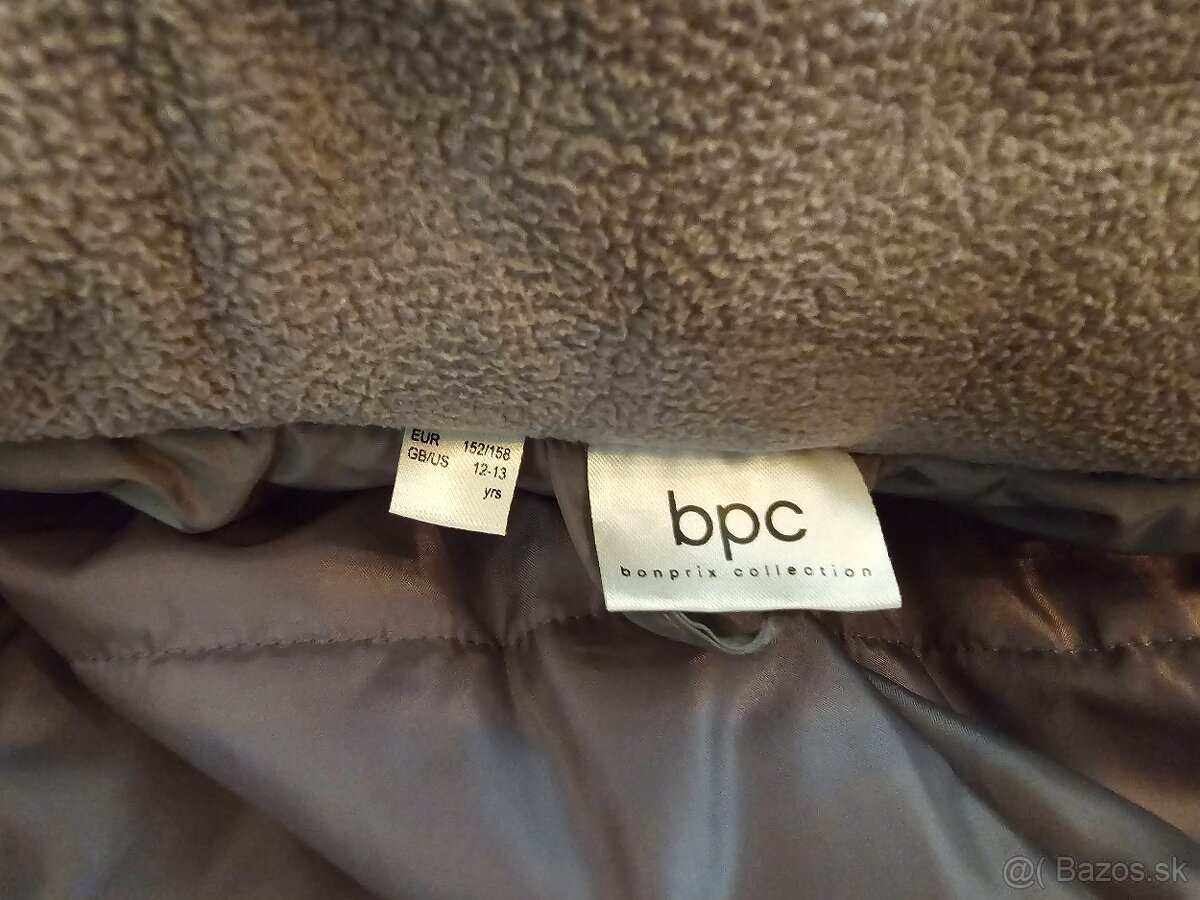 EUR 152/158
GB/US 12-13
yrs
bpc
bonprix collection
@( Bazos.sk